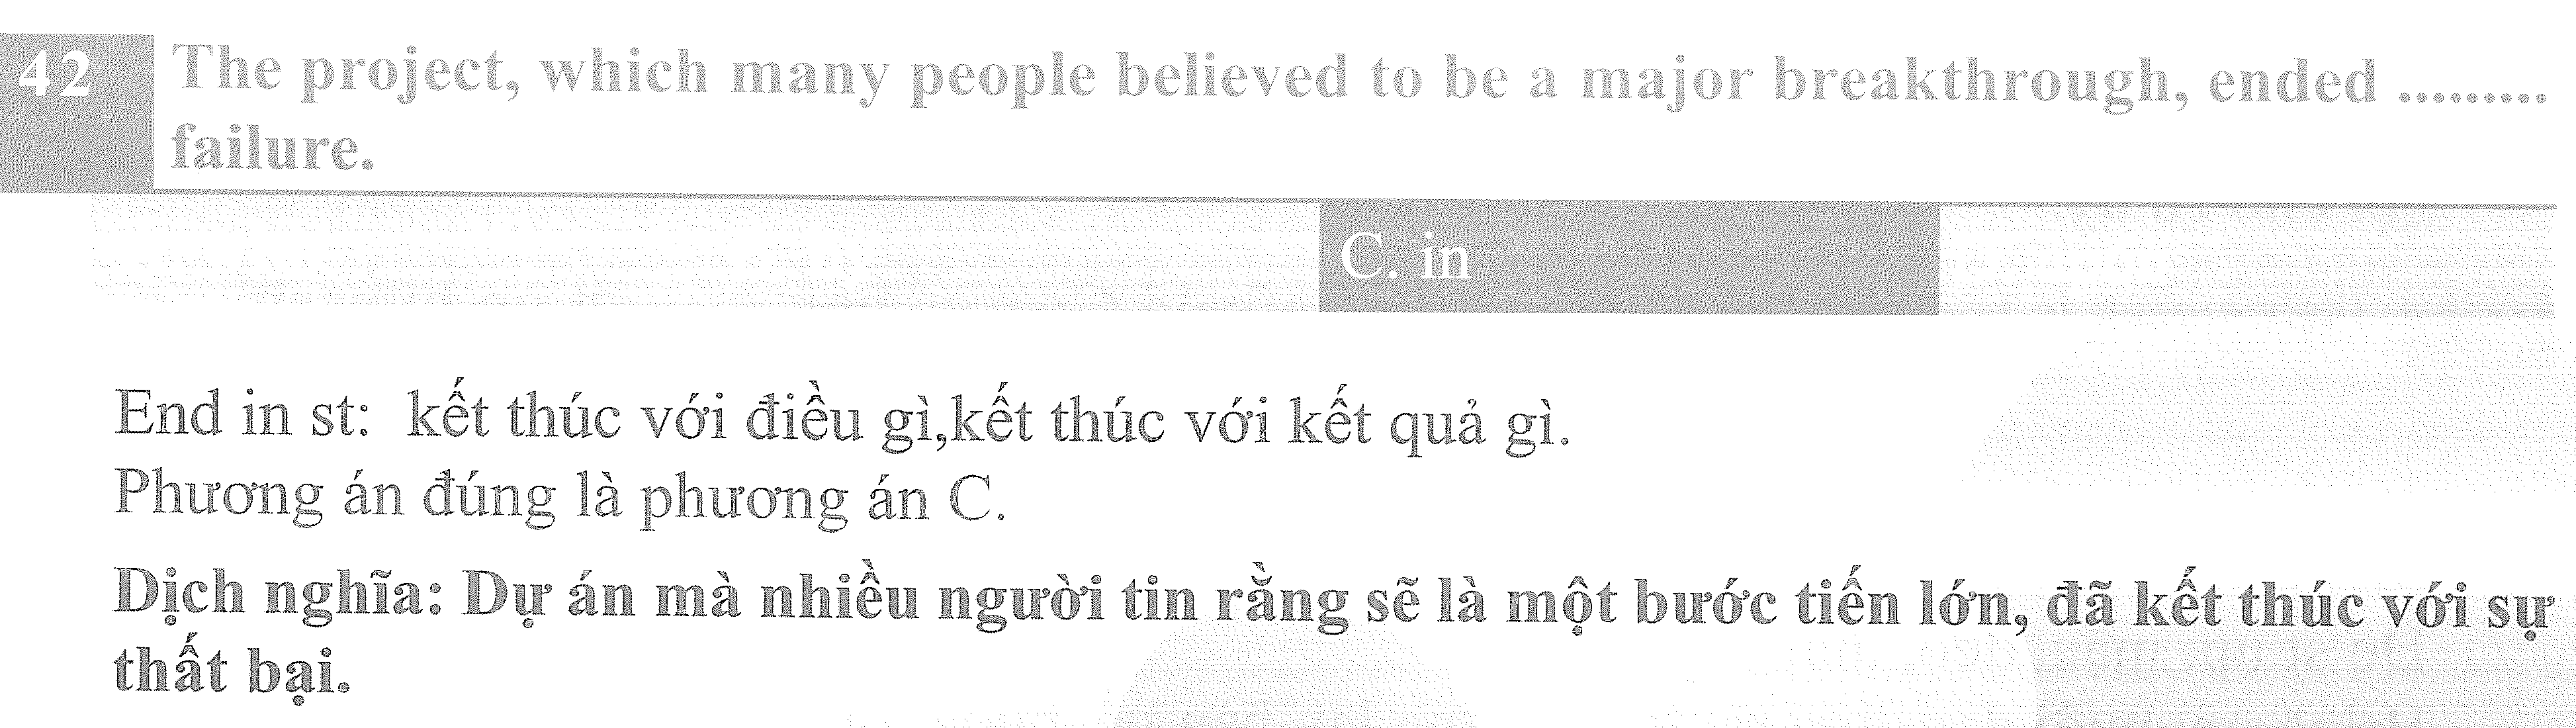 42 The project, which many people believed to be a major breakthrough, ended .........
failure.
C. in
End in st: kết thúc với điều gì,kết thúc với kết quả gì.
Phương án đúng là phương án C.
Dịch nghĩa: Dự án mà nhiều người tin rằng sẽ là một bước tiến lớn, đã kết thúc với sự
thất bại.